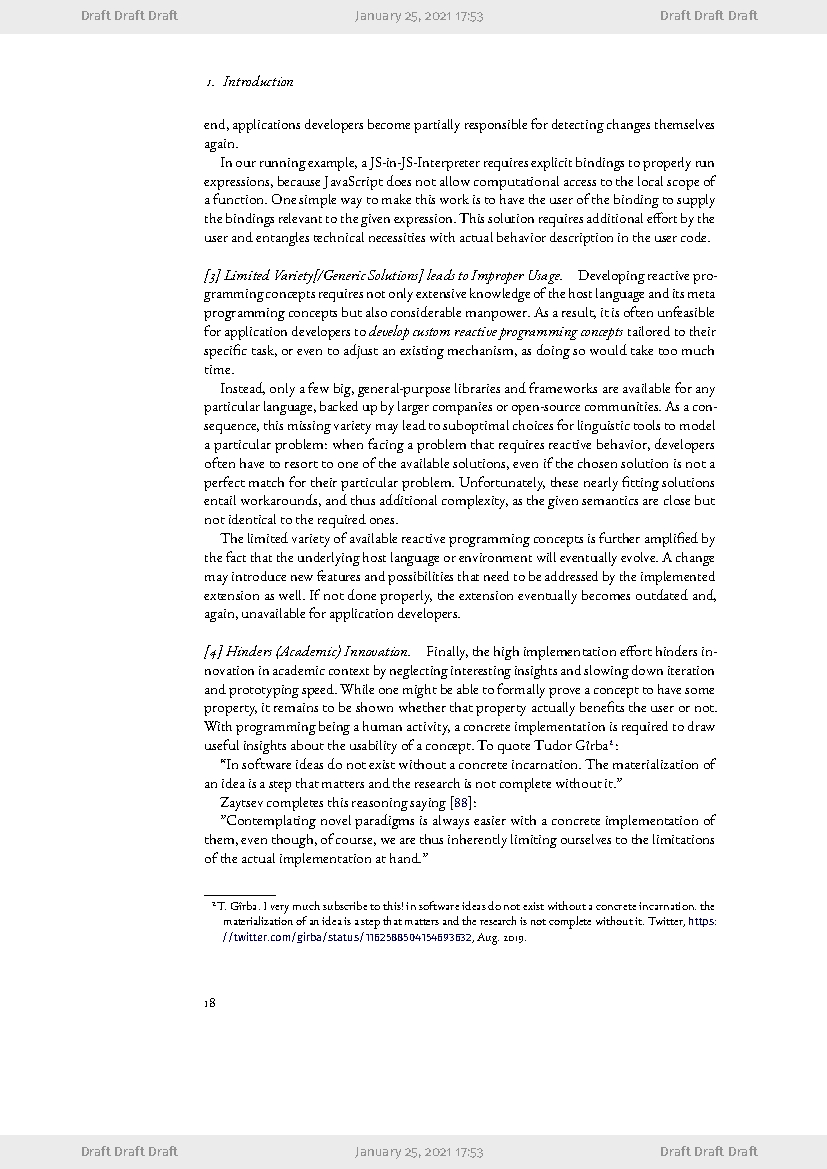 Draft Draft Draft January 25, 2021 17:53 Draft Draft Draft
1. Introduction
end, applications developers become partially responsible for detecting changes themselves
again.
In our running example, a JS-in-JS-Interpreter requires explicit bindings to properly run
expressions, because JavaScript does not allow computational access to the local scope of
a function. One simple way to make this work is to have the user of the binding to supply
the bindings relevant to the given expression. This solution requires additional effort by the
user and entangles technical necessities with actual behavior description in the user code.
[3] Limited Variety[/Generic Solutions] leads to Improper Usage. Developing reactive pro-
gramming concepts requires not only extensive knowledge of the host language and its meta
programming concepts but also considerable manpower. As a result, it is often unfeasible
for application developers to develop custom reactive programming concepts tailored to their
specific task, or even to adjust an existing mechanism, as doing so would take too much
time.
Instead, only a few big, general-purpose libraries and frameworks are available for any
particular language, backed up by larger companies or open-source communities. As a con-
sequence, this missing variety may lead to suboptimal choices for linguistic tools to model
a particular problem: when facing a problem that requires reactive behavior, developers
often have to resort to one of the available solutions, even if the chosen solution is not a
perfect match for their particular problem. Unfortunately, these nearly fitting solutions
entail workarounds, and thus additional complexity, as the given semantics are close but
not identical to the required ones.
The limited variety of available reactive programming concepts is further amplified by
the fact that the underlying host language or environment will eventually evolve. A change
may introduce new features and possibilities that need to be addressed by the implemented
extension as well. If not done properly, the extension eventually becomes outdated and,
again, unavailable for application developers.
[4] Hinders (Academic) Innovation. Finally, the high implementation effort hinders in-
novation in academic context by neglecting interesting insights and slowing down iteration
and prototyping speed. While one might be able to formally prove a concept to have some
property, it remains to be shown whether that property actually benefits the user or not.
With programming being a human activity, a concrete implementation is required to draw
useful insights about the usability of a concept. To quote Tudor Gîrba²:
“In software ideas do not exist without a concrete incarnation. The materialization of
an idea is a step that matters and the research is not complete without it.”
Zaytsev completes this reasoning saying [88]:
”Contemplating novel paradigms is always easier with a concrete implementation of
them, even though, of course, we are thus inherently limiting ourselves to the limitations
of the actual implementation at hand.”
² T. Gîrba. I very much subscribe to this! in software ideas do not exist without a concrete incarnation. the
materialization of an idea is a step that matters and the research is not complete without it. Twitter, https:
//twitter.com/girba/status/1162588504154693632, Aug. 2019.
18
Draft Draft Draft January 25, 2021 17:53 Draft Draft Draft